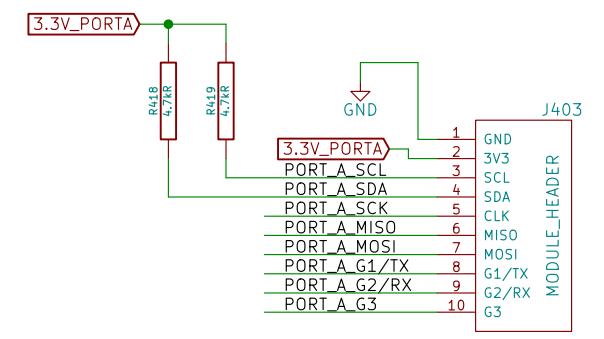 3.3V_PORTA
R418
4.7kR
R419
4.7kR
GND
J403
3.3V_PORTA
1
GND
2
3V3
PORT_A_SCL
3
SCL
PORT_A_SDA
4
SDA
PORT_A_SCK
5
CLK
PORT_A_MISO
6
MISO
PORT_A_MOSI
7
MOSI
PORT_A_G1/TX
8
G1/TX
PORT_A_G2/RX
9
G2/RX
PORT_A_G3
10
G3
MODULE_HEADER